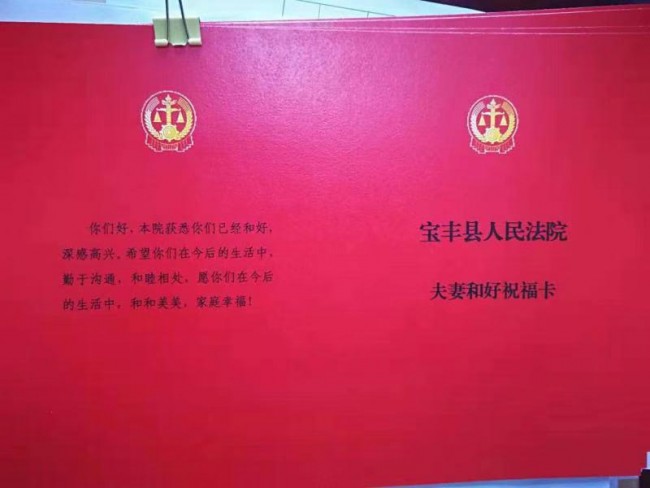 你们好，本院获悉你们已经和好，
深感高兴，希望你们在今后的生活中，
勤于沟通，和睦相处，愿你们在今后
的生活中，和和美美，家庭幸福！
宝丰县人民法院
夫妻和好祝福卡